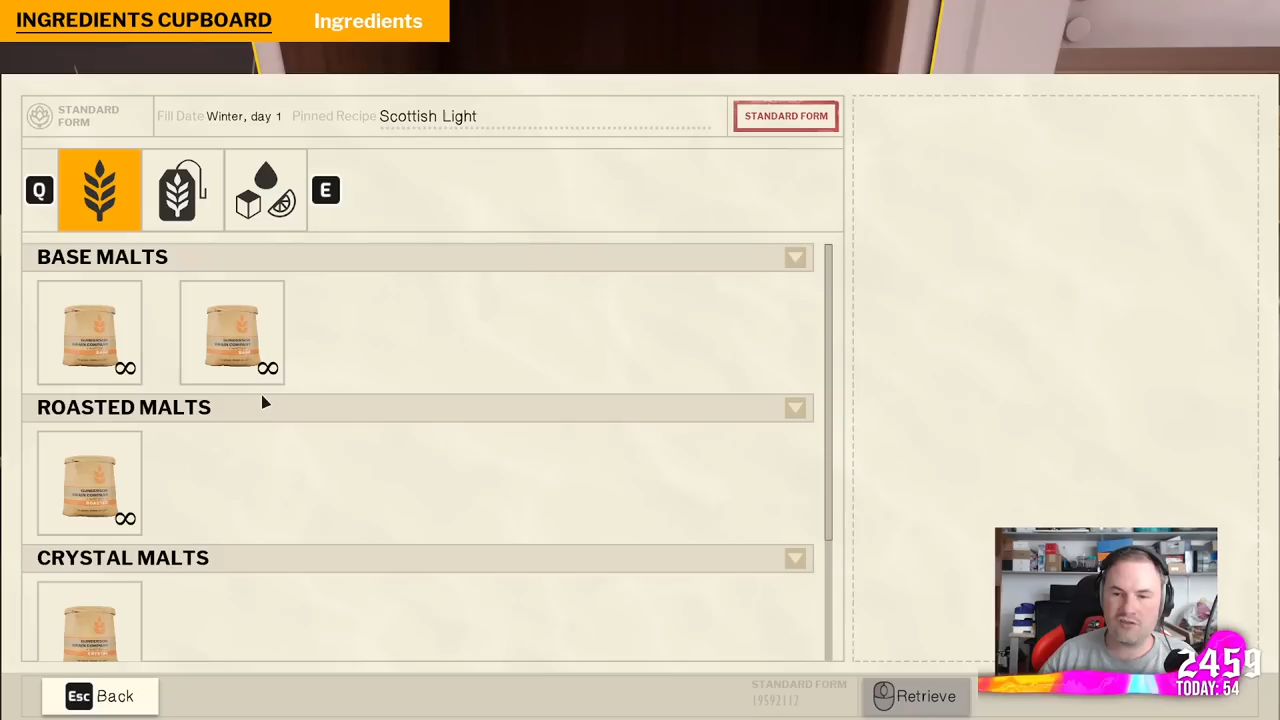 INGREDIENTS CUPBOARD Ingredients
STANDARD FORM
Fill Date Winter, day 1 Pinned Recipe Scottish Light
STANDARD FORM
Q E
BASE MALTS
∞ ∞
ROASTED MALTS
∞
CRYSTAL MALTS
Esc Back
STANDARD FORM
19592112
Retrieve
2459
TODAY: 54